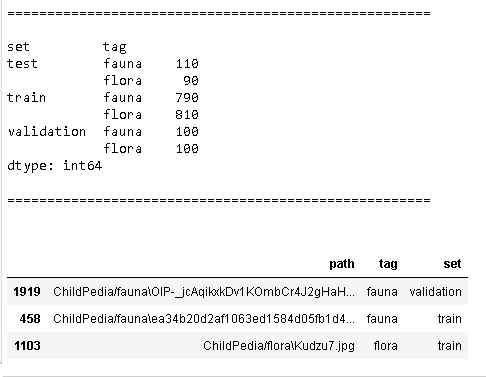 =====================================================
set         tag
test        fauna    110
            flora     90
train       fauna    790
            flora    810
validation  fauna    100
            flora    100
dtype: int64
=====================================================
path tag set
1919 ChildPedia/fauna\OIP-_jcAqikxkDv1KOmbCr4J2gHaH... fauna validation
458 ChildPedia/fauna\ea34b20d2af1063ed1584d05fb1d4... fauna train
1103 ChildPedia/flora\Kudzu7.jpg flora train